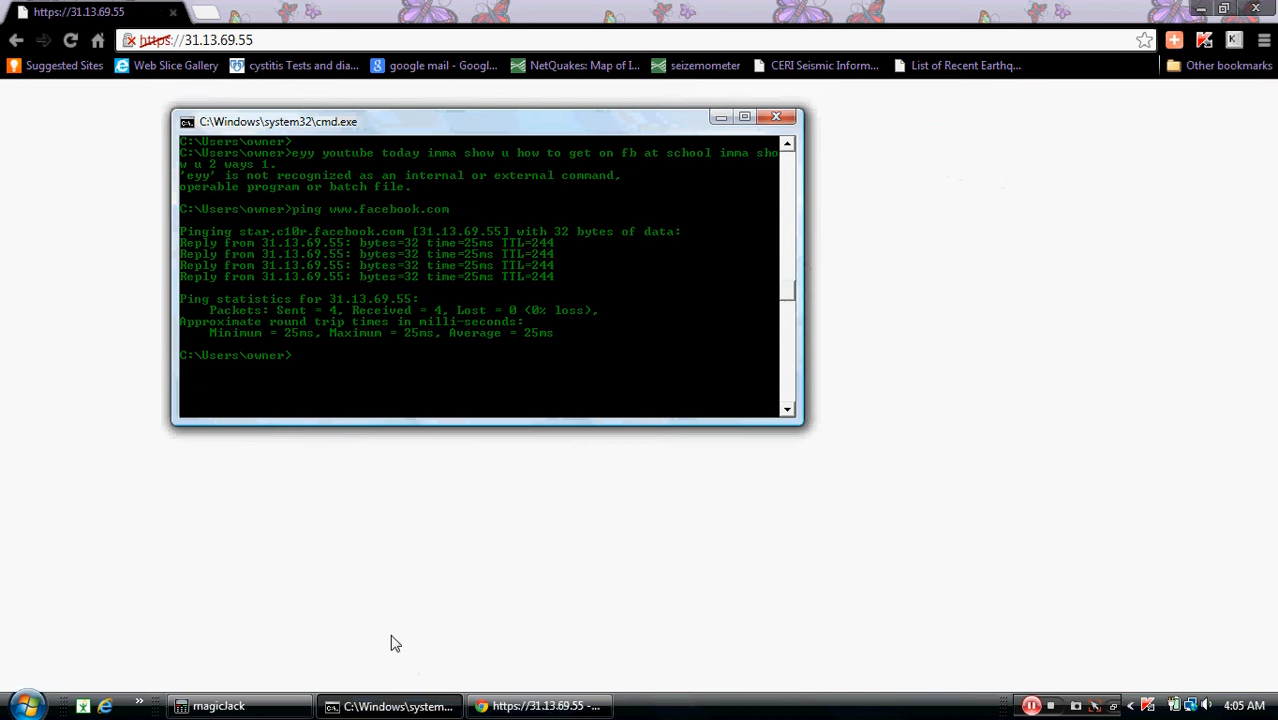 https://31.13.69.55
https://31.13.69.55
Suggested Sites
Web Slice Gallery
cystitis Tests and dia...
google mail - Googl...
NetQuakes: Map of I...
seizemometer
CERI Seismic Inform...
List of Recent Earthq...
Other bookmarks
C:\Windows\system32\cmd.exe
C:\Users\owner>
C:\Users\owner>eyy youtube today imma show u how to get on fb at school imma sho
w u 2 ways 1.
'eyy' is not recognized as an internal or external command,
operable program or batch file.
C:\Users\owner>ping www.facebook.com
Pinging star.c10r.facebook.com [31.13.69.55] with 32 bytes of data:
Reply from 31.13.69.55: bytes=32 time=25ms TTL=244
Reply from 31.13.69.55: bytes=32 time=25ms TTL=244
Reply from 31.13.69.55: bytes=32 time=25ms TTL=244
Reply from 31.13.69.55: bytes=32 time=25ms TTL=244
Ping statistics for 31.13.69.55:
Packets: Sent = 4, Received = 4, Lost = 0 (0% loss),
Approximate round trip times in milli-seconds:
Minimum = 25ms, Maximum = 25ms, Average = 25ms
C:\Users\owner>
magicJack
C:\Windows\system...
https://31.13.69.55 -...
4:05 AM